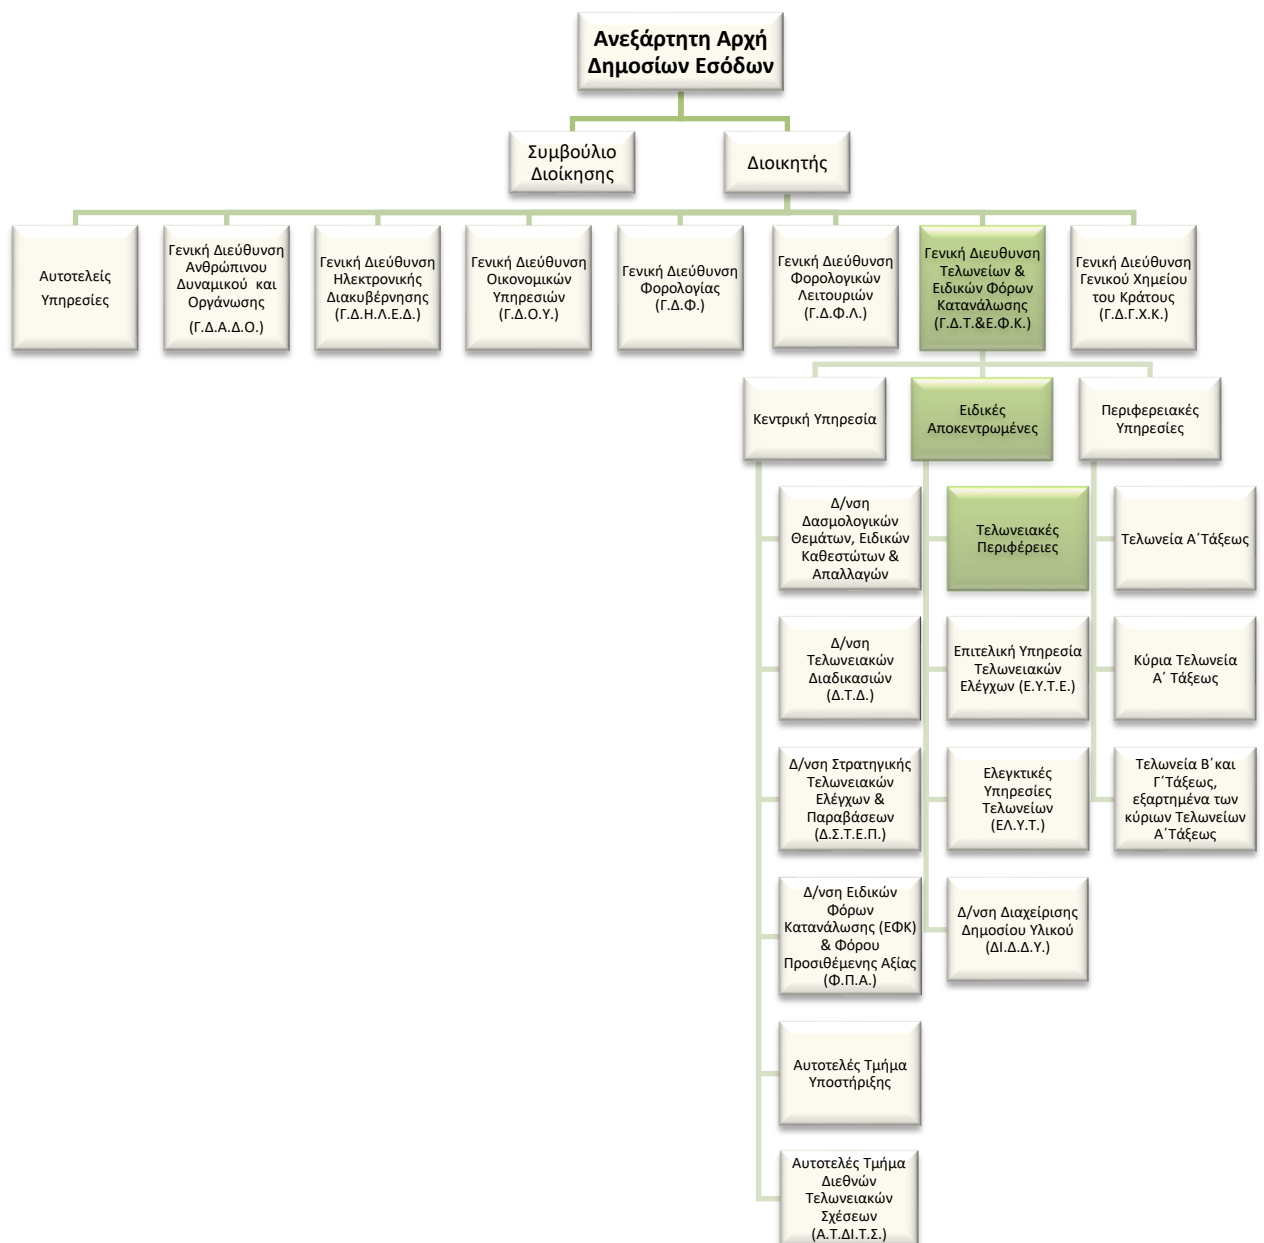 Ανεξάρτητη Αρχή
Δημοσίων Εσόδων
Συμβούλιο
Διοίκησης
Διοικητής
Αυτοτελείς
Υπηρεσίες
Γενική Διεύθυνση
Ανθρώπινου
Δυναμικού και
Οργάνωσης
(Γ.Δ.Α.Δ.Ο.)
Γενική Διεύθυνση
Ηλεκτρονικής
Διακυβέρνησης
(Γ.Δ.Η.Λ.Ε.Δ.)
Γενική Διεύθυνση
Οικονομικών
Υπηρεσιών
(Γ.Δ.Ο.Υ.)
Γενική Διεύθυνση
Φορολογίας
(Γ.Δ.Φ.)
Γενική Διεύθυνση
Φορολογικών
Λειτουριών
(Γ.Δ.Φ.Λ.)
Γενική Διευθυνση
Τελωνείων &
Ειδικών Φόρων
Κατανάλωσης
(Γ.Δ.Τ.&Ε.Φ.Κ.)
Γενική Διεύθυνση
Γενικού Χημείου
του Κράτους
(Γ.Δ.Γ.Χ.Κ.)
Κεντρική Υπηρεσία
Ειδικές
Αποκεντρωμένες
Περιφερειακές
Υπηρεσίες
Δ/νση
Δασμολογικών
Θεμάτων, Ειδικών
Καθεστώτων &
Απαλλαγών
Τελωνειακές
Περιφέρειες
Τελωνεία Α΄Τάξεως
Δ/νση
Τελωνειακών
Διαδικασιών
(Δ.Τ.Δ.)
Επιτελική Υπηρεσία
Τελωνειακών
Ελέγχων (Ε.Υ.Τ.Ε.)
Κύρια Τελωνεία
Α΄ Τάξεως
Δ/νση Στρατηγικής
Τελωνειακών
Ελέγχων &
Παραβάσεων
(Δ.Σ.Τ.Ε.Π.)
Ελεγκτικές
Υπηρεσίες
Τελωνείων
(ΕΛ.Υ.Τ.)
Τελωνεία Β΄και
Γ΄Τάξεως,
εξαρτημένα των
κύριων Τελωνείων
Α΄Τάξεως
Δ/νση Ειδικών
Φόρων
Κατανάλωσης (ΕΦΚ)
& Φόρου
Προσιθέμενης Αξίας
(Φ.Π.Α.)
Δ/νση Διαχείρισης
Δημοσίου Υλικού
(ΔΙ.Δ.Δ.Υ.)
Αυτοτελές Τμήμα
Υποστήριξης
Αυτοτελές Τμήμα
Διεθνών
Τελωνειακών
Σχέσεων
(Α.Τ.ΔΙ.Τ.Σ.)